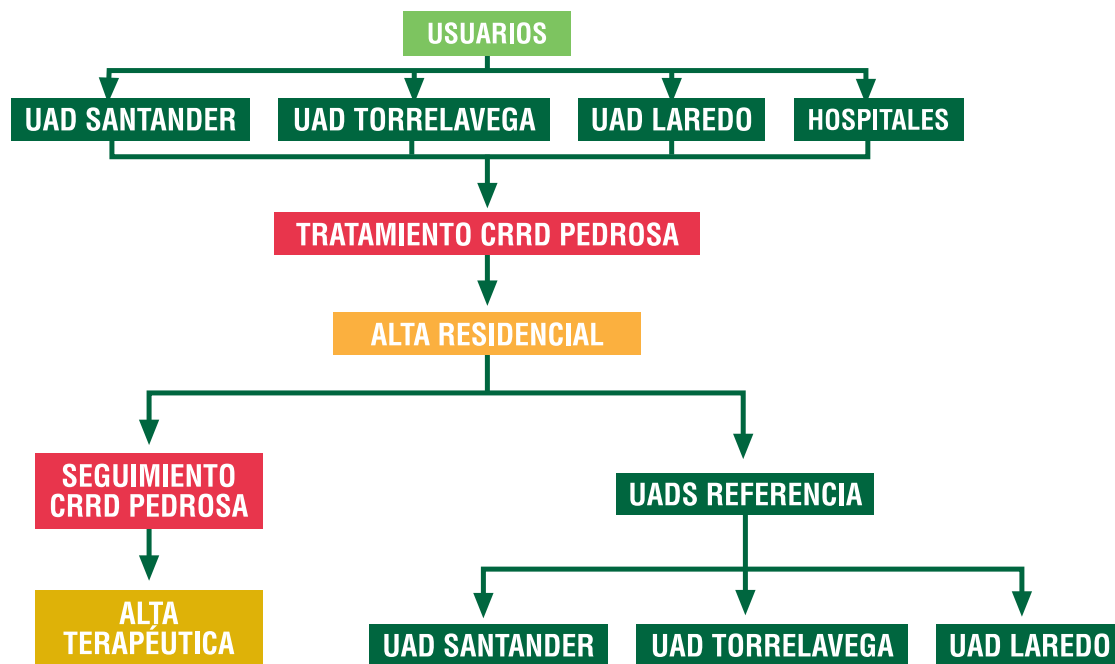 USUARIOS
UAD SANTANDER
UAD TORRELAVEGA
UAD LAREDO
HOSPITALES
TRATAMIENTO CRRD PEDROSA
ALTA RESIDENCIAL
SEGUIMIENTO
CRRD PEDROSA
UADS REFERENCIA
ALTA
TERAPÉUTICA
UAD SANTANDER
UAD TORRELAVEGA
UAD LAREDO